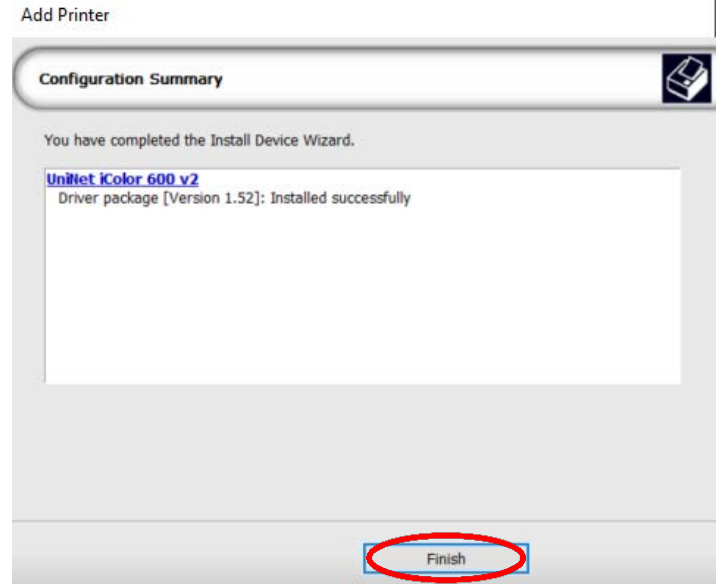 Add Printer
Configuration Summary
You have completed the Install Device Wizard.
UniNet iColor 600 v2
Driver package [Version 1.52]: Installed successfully
Finish